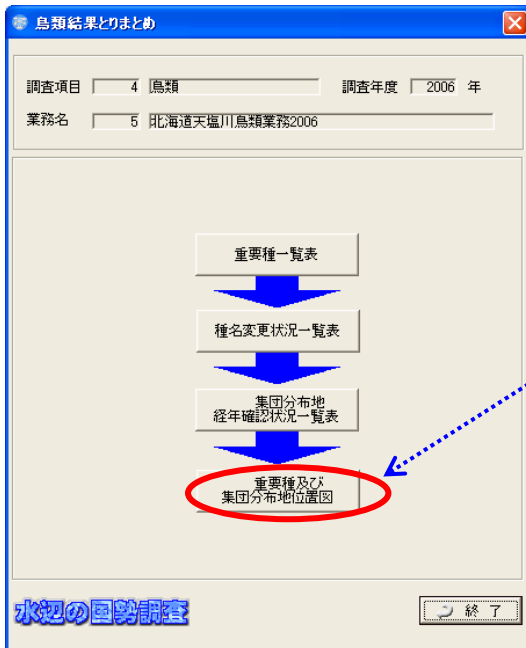 鳥類結果とりまとめ
調査項目 4 鳥類 調査年度 2006 年
業務名 5 北海道天塩川鳥類業務2006
重要種一覧表
種名変更状況一覧表
集団分布地
経年確認状況一覧表
重要種及び
集団分布地位置図
水辺の国勢調査
終 了